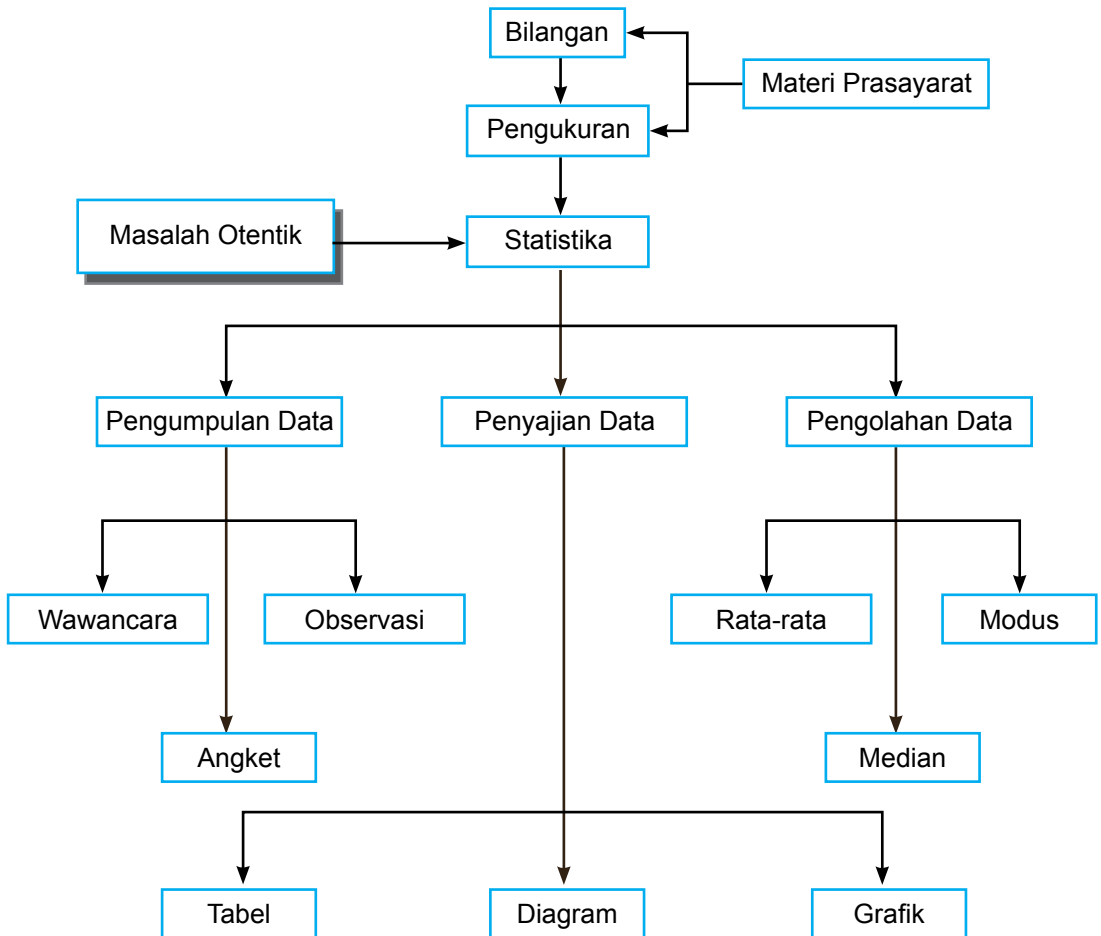 Bilangan
Materi Prasayarat
Pengukuran
Masalah Otentik
Statistika
Pengumpulan Data
Penyajian Data
Pengolahan Data
Wawancara
Observasi
Rata-rata
Modus
Angket
Median
Tabel
Diagram
Grafik